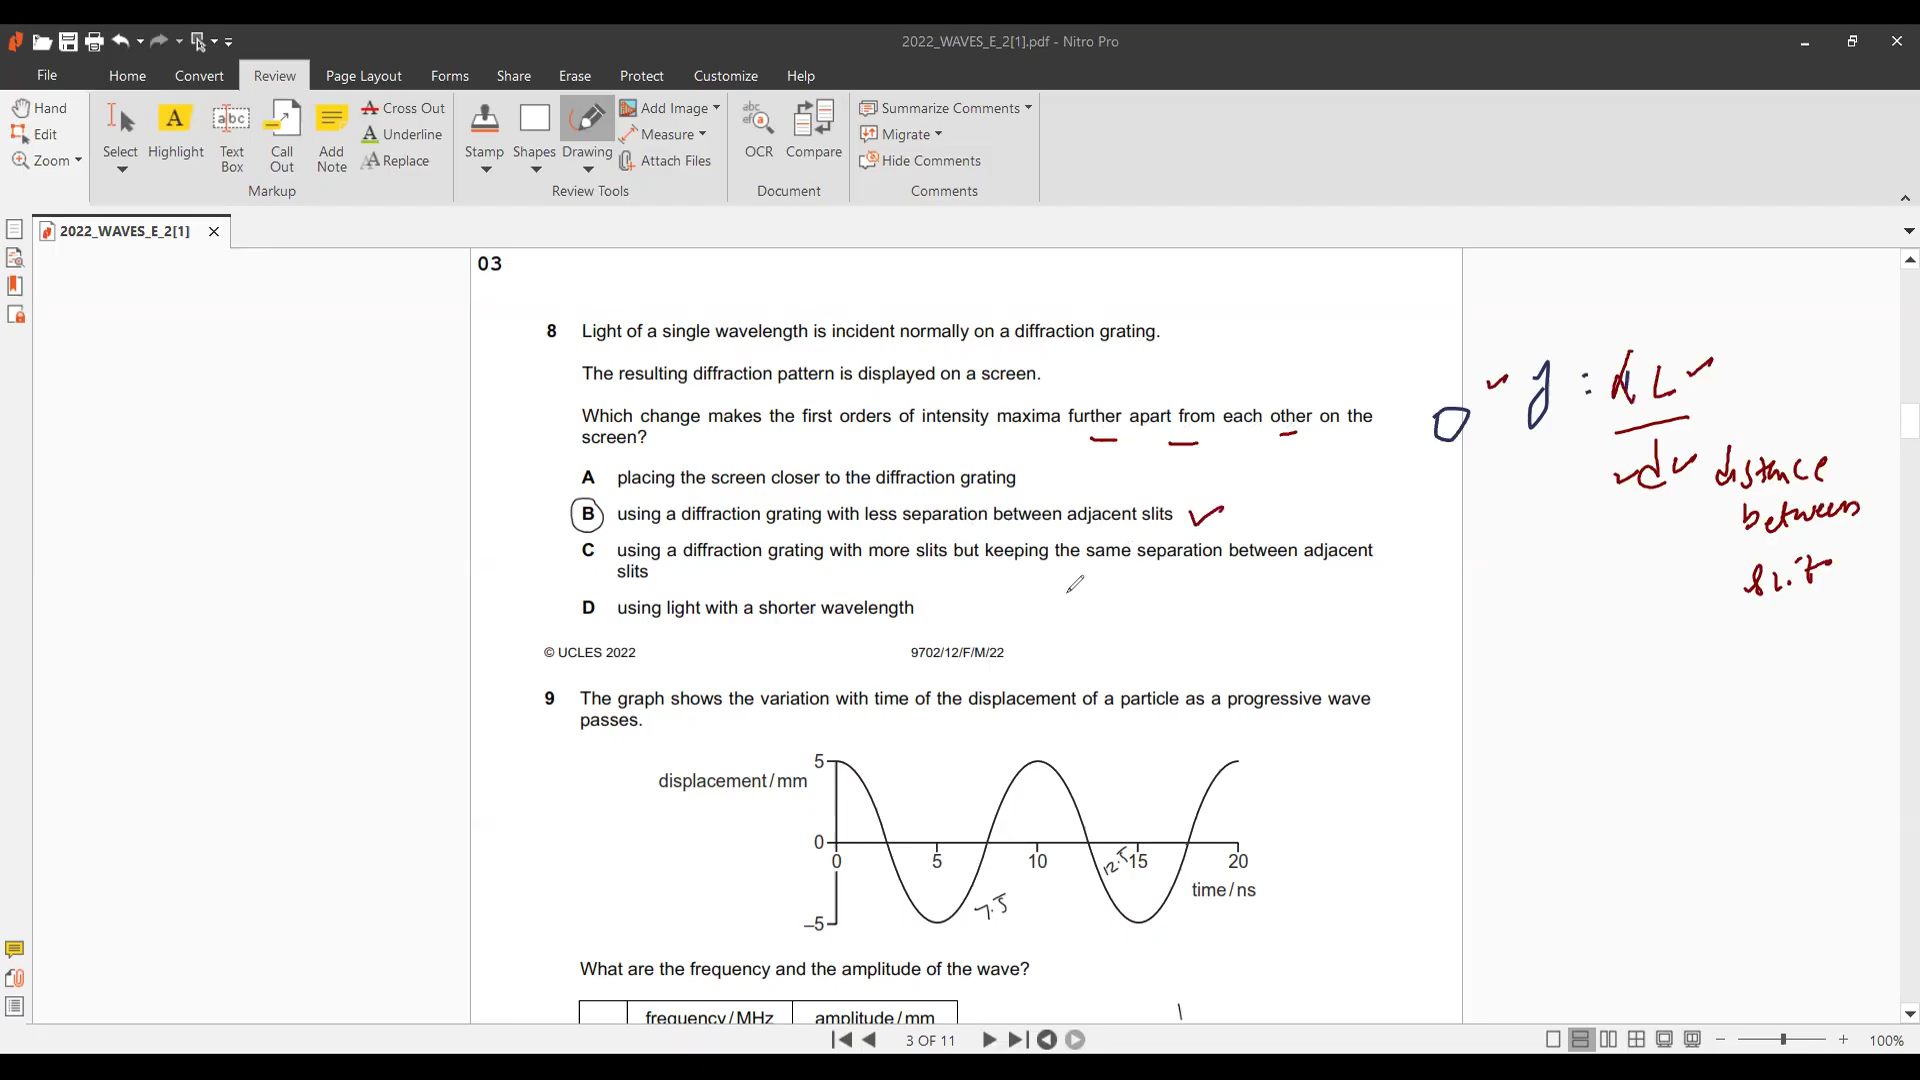 2022_WAVES_E_2[1].pdf - Nitro Pro
File Home Convert Review Page Layout Forms Share Erase Protect Customize Help
Hand
Edit
Zoom
Select
Highlight
abc
Text Box
Call Out
Add Note
Cross Out
Underline
Replace
Markup
Stamp
Shapes
Drawing
Add Image
Measure
Attach Files
Review Tools
OCR
Compare
Document
Summarize Comments
Migrate
Hide Comments
Comments
2022_WAVES_E_2[1]
03
8 Light of a single wavelength is incident normally on a diffraction grating.
The resulting diffraction pattern is displayed on a screen.
Which change makes the first orders of intensity maxima further apart from each other on the
screen?
A placing the screen closer to the diffraction grating
B using a diffraction grating with less separation between adjacent slits ✓
C using a diffraction grating with more slits but keeping the same separation between adjacent
slits
D using light with a shorter wavelength
L
d distance
between
slit
© UCLES 2022 9702/12/F/M/22
9 The graph shows the variation with time of the displacement of a particle as a progressive wave
passes.
displacement / mm
5
0
–5
0 5 10 15 20
12.5
7.5
time / ns
What are the frequency and the amplitude of the wave?
frequency / MHz amplitude / mm
3 OF 11
100%